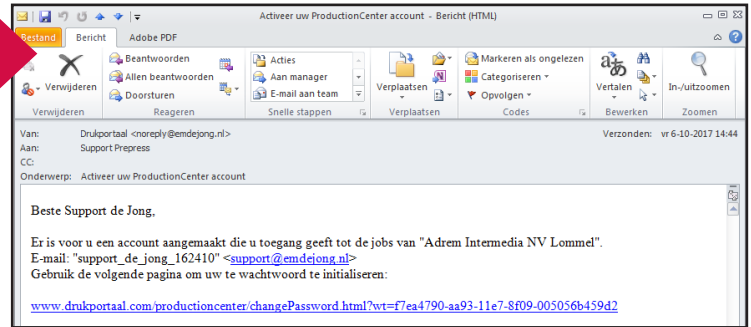 Activeer uw ProductionCenter account - Bericht (HTML)
Bestand Bericht Adobe PDF
Verwijderen
Verwijderen
Beantwoorden
Allen beantwoorden
Doorsturen
Reageren
Acties
Aan manager
E-mail aan team
Snelle stappen
Verplaatsen
Verplaatsen
Markeren als ongelezen
Categoriseren
Opvolgen
Codes
Vertalen
Bewerken
In-/uitzoomen
Zoomen
Van: Drukportaal <noreply@emdejong.nl> Verzonden: vr 6-10-2017 14:44
Aan: Support Prepress
CC:
Onderwerp: Activeer uw ProductionCenter account
Beste Support de Jong,
Er is voor u een account aangemaakt die u toegang geeft tot de jobs van "Adrem Intermedia NV Lommel".
E-mail: "support_de_jong_162410" <support@emdejong.nl>
Gebruik de volgende pagina om uw te wachtwoord te initialiseren:
www.drukportaal.com/productioncenter/changePassword.html?wt=f7ea4790-aa93-11e7-8f09-005056b459d2